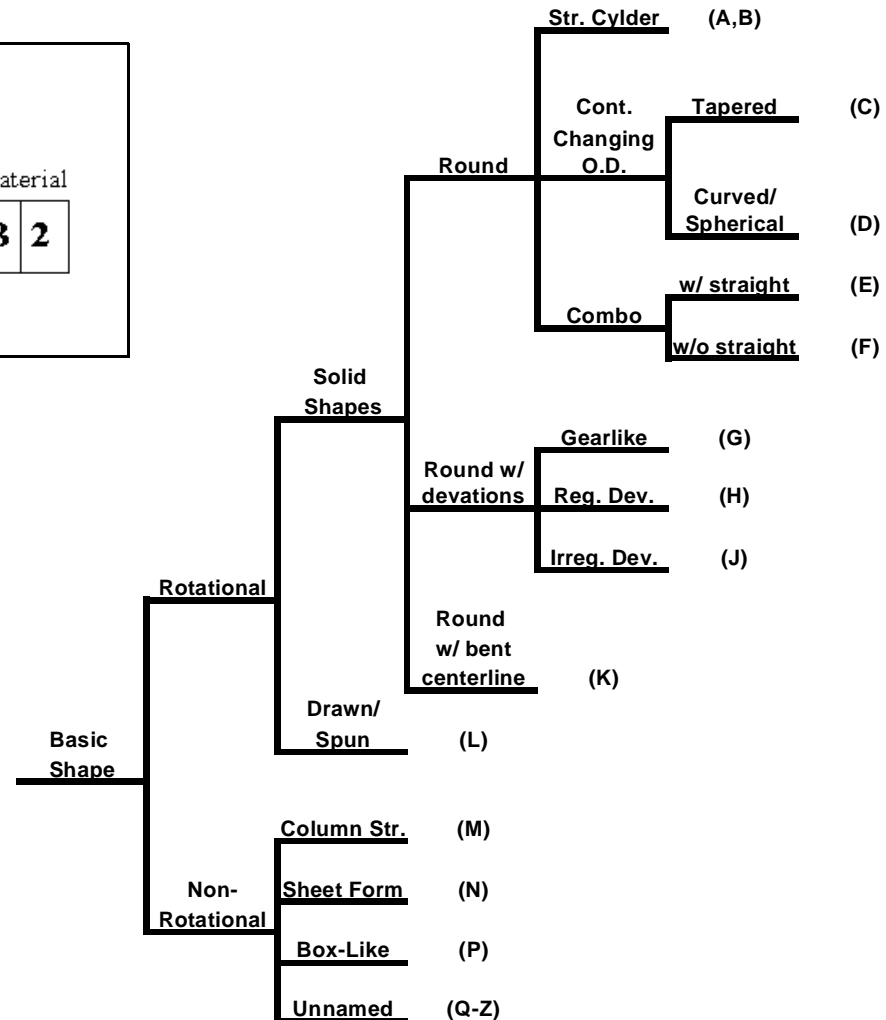 Str. Cylder (A,B)
Cont.
Changing
O.D.
Tapered (C)
Round
Curved/
Spherical (D)
aterial
2
w/ straight (E)
Combo
w/o straight (F)
Solid
Shapes
Gearlike (G)
Round w/
devations
Reg. Dev. (H)
Irreg. Dev. (J)
Rotational
Round
w/ bent
centerline (K)
Drawn/
Spun (L)
Basic
Shape
Column Str. (M)
Non-
Rotational
Sheet Form (N)
Box-Like (P)
Unnamed (Q-Z)